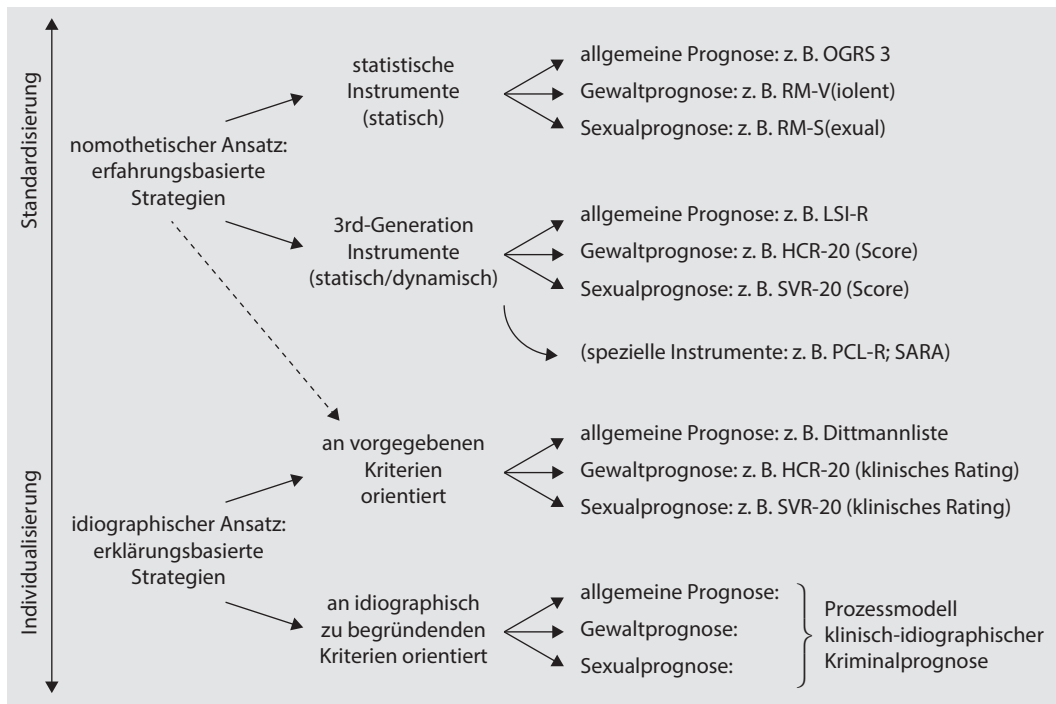 Standardisierung
Individualisierung
nomothetischer Ansatz:
erfahrungsbasierte
Strategien
statistische
Instrumente
(statisch)
allgemeine Prognose: z. B. OGRS 3
Gewaltprognose: z. B. RM-V(iolent)
Sexualprognose: z. B. RM-S(exual)
3rd-Generation
Instrumente
(statisch/dynamisch)
allgemeine Prognose: z. B. LSI-R
Gewaltprognose: z. B. HCR-20 (Score)
Sexualprognose: z. B. SVR-20 (Score)
(spezielle Instrumente: z. B. PCL-R; SARA)
idiographischer Ansatz:
erklärungsbasierte
Strategien
an vorgegebenen
Kriterien
orientiert
allgemeine Prognose: z. B. Dittmannliste
Gewaltprognose: z. B. HCR-20 (klinisches Rating)
Sexualprognose: z. B. SVR-20 (klinisches Rating)
an idiographisch
zu begründenden
Kriterien orientiert
allgemeine Prognose:
Gewaltprognose:
Sexualprognose:
Prozessmodell
klinisch-idiographischer
Kriminalprognose